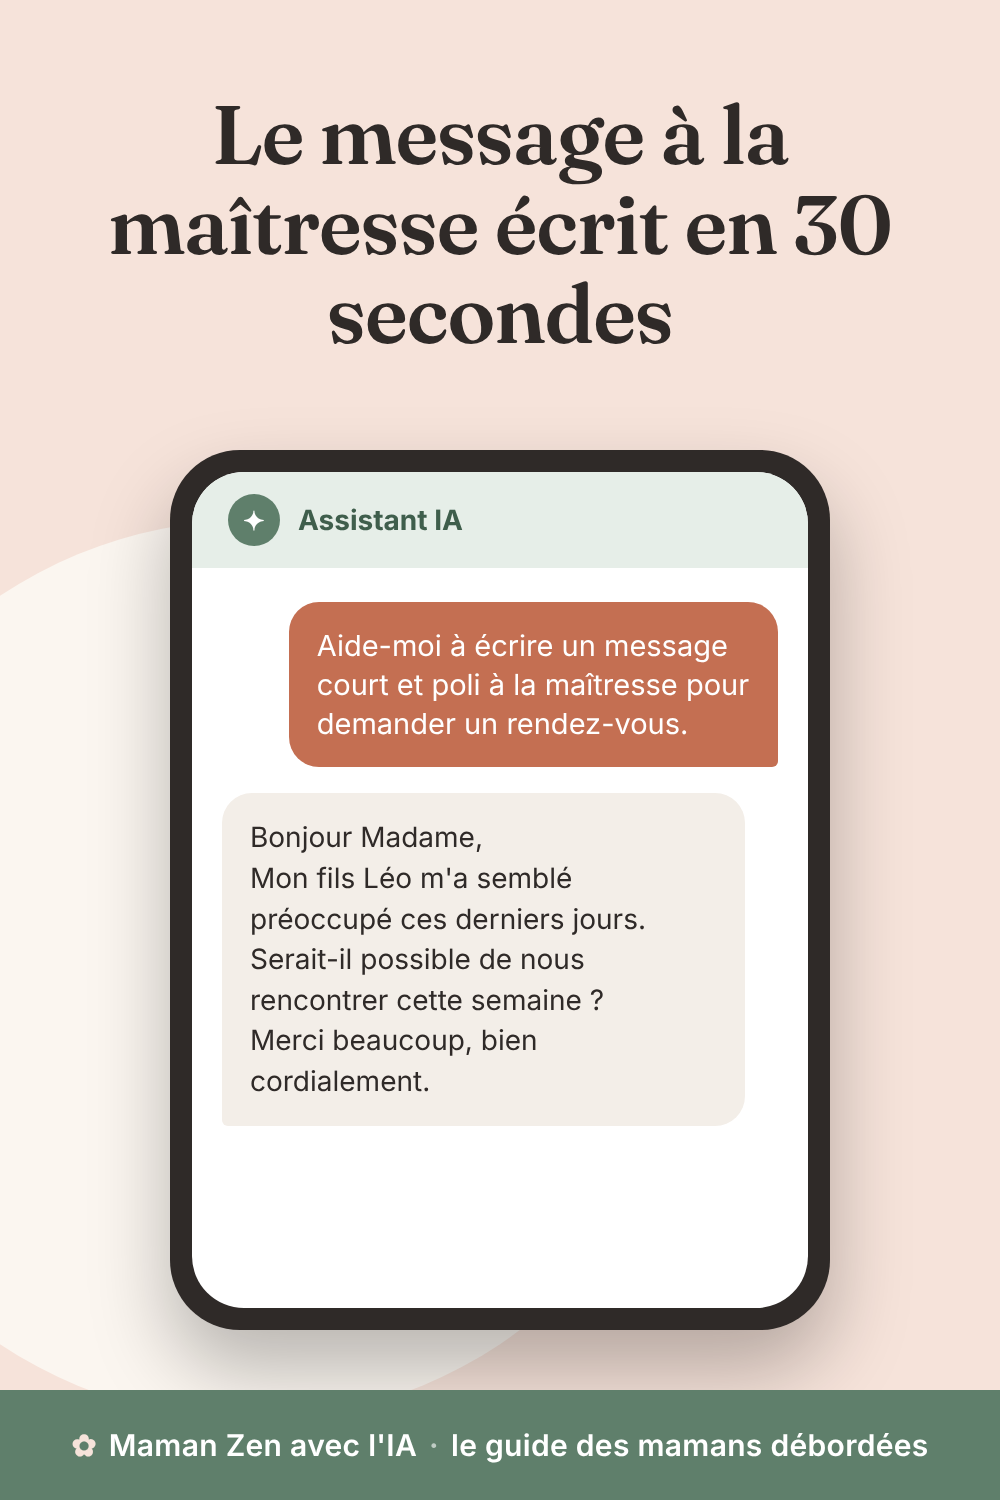 Le message à la
maîtresse écrit en 30
secondes
Assistant IA
Aide-moi à écrire un message
court et poli à la maîtresse pour
demander un rendez-vous.
Bonjour Madame,
Mon fils Léo m'a semblé
préoccupé ces derniers jours.
Serait-il possible de nous
rencontrer cette semaine ?
Merci beaucoup, bien
cordialement.
✿ Maman Zen avec l'IA · le guide des mamans débordées